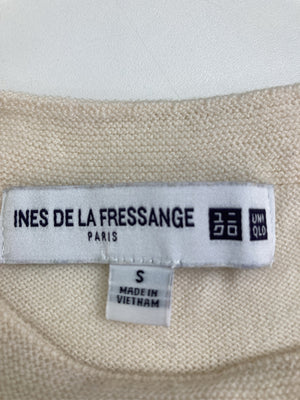 INES DE LA FRESSANGE
PARIS
ユニ
クロ
UNI
QLO
S
MADE IN
VIETNAM